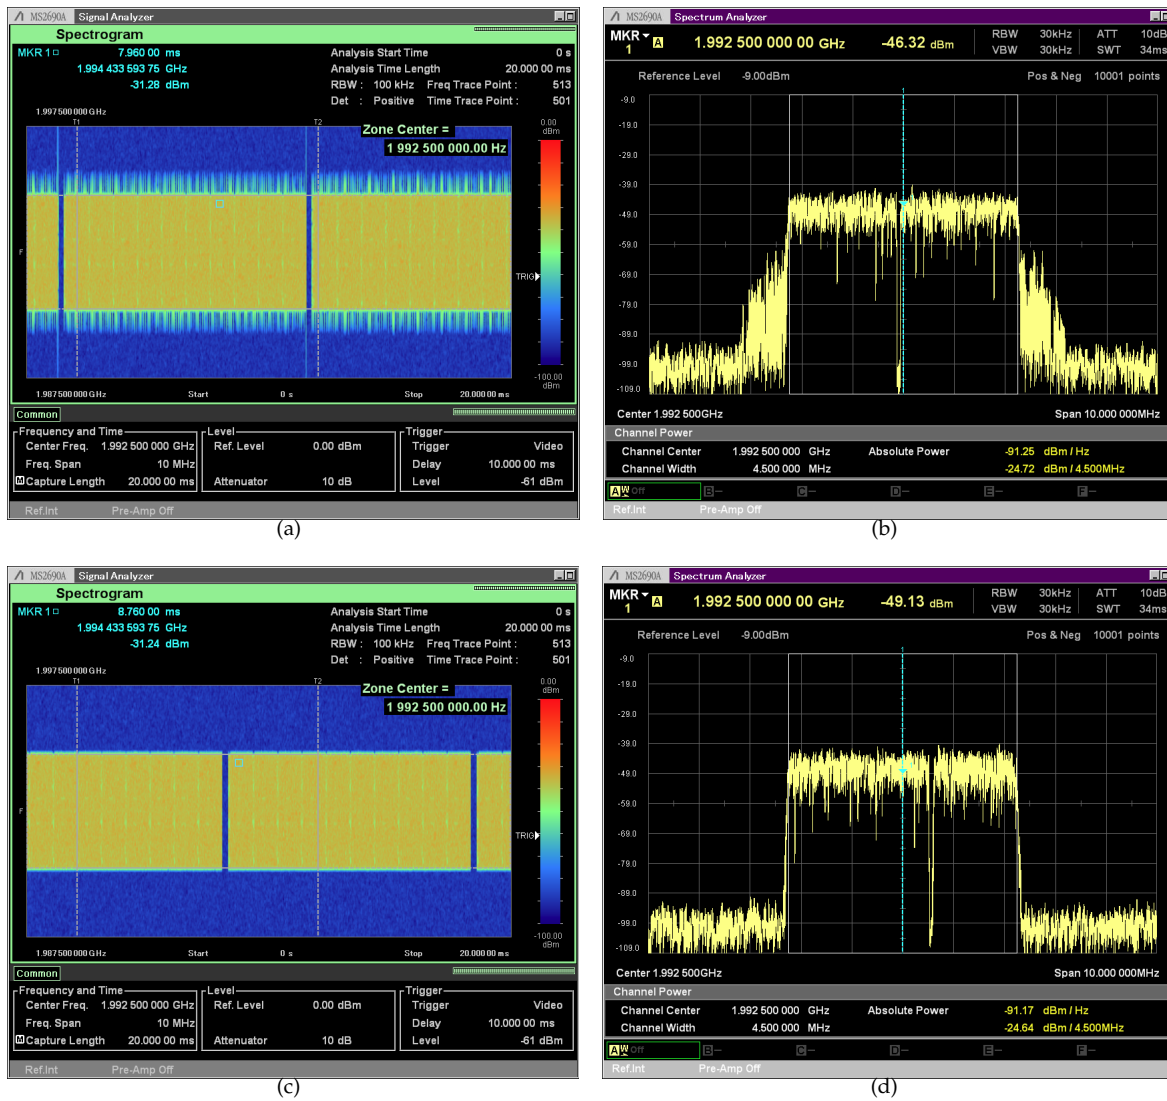 MS2690A Signal Analyzer
Spectrogram
MKR 1 7.960 00 ms
1.994 433 593 75 GHz
-31.28 dBm
Analysis Start Time 0 s
Analysis Time Length 20.000 00 ms
RBW : 100 kHz Freq Trace Point : 513
Det : Positive Time Trace Point : 501
1.997 500 000 GHz
T1 T2
Zone Center =
1 992 500 000.00 Hz
0.00
dBm
F
TRIG
-100.00
dBm
1.987 500 000 GHz Start 0 s Stop 20.000 00 ms
Common
Frequency and Time
Center Freq. 1.992 500 000 GHz
Freq. Span 10 MHz
M Capture Length 20.000 00 ms
Level
Ref. Level 0.00 dBm
Attenuator 10 dB
Trigger
Trigger Video
Delay 10.000 00 ms
Level -61 dBm
Ref.Int Pre-Amp Off
(a)
MS2690A Spectrum Analyzer
MKR 1 A 1.992 500 000 00 GHz -46.32 dBm
RBW 30kHz ATT 10dB
VBW 30kHz SWT 34ms
Reference Level -9.00dBm Pos & Neg 10001 points
1
-9.0
-19.0
-29.0
-39.0
-49.0
-59.0
-69.0
-79.0
-89.0
-99.0
-109.0
Center 1.992 500GHz Span 10.000 000MHz
Channel Power
Channel Center 1.992 500 000 GHz Absolute Power -91.25 dBm / Hz
Channel Width 4.500 000 MHz -24.72 dBm / 4.500MHz
A W Off B – C – D – E – F –
Ref.Int Pre-Amp Off
(b)
MS2690A Signal Analyzer
Spectrogram
MKR 1 8.760 00 ms
1.994 433 593 75 GHz
-31.24 dBm
Analysis Start Time 0 s
Analysis Time Length 20.000 00 ms
RBW : 100 kHz Freq Trace Point : 513
Det : Positive Time Trace Point : 501
1.997 500 000 GHz
T1 T2
Zone Center =
1 992 500 000.00 Hz
0.00
dBm
F
TRIG
-100.00
dBm
1.987 500 000 GHz Start 0 s Stop 20.000 00 ms
Common
Frequency and Time
Center Freq. 1.992 500 000 GHz
Freq. Span 10 MHz
M Capture Length 20.000 00 ms
Level
Ref. Level 0.00 dBm
Attenuator 10 dB
Trigger
Trigger Video
Delay 10.000 00 ms
Level -61 dBm
Ref.Int Pre-Amp Off
(c)
MS2690A Spectrum Analyzer
MKR 1 A 1.992 500 000 00 GHz -49.13 dBm
RBW 30kHz ATT 10dB
VBW 30kHz SWT 34ms
Reference Level -9.00dBm Pos & Neg 10001 points
1
-9.0
-19.0
-29.0
-39.0
-49.0
-59.0
-69.0
-79.0
-89.0
-99.0
-109.0
Center 1.992 500GHz Span 10.000 000MHz
Channel Power
Channel Center 1.992 500 000 GHz Absolute Power -91.17 dBm / Hz
Channel Width 4.500 000 MHz -24.64 dBm / 4.500MHz
A W Off B – C – D – E – F –
Ref.Int Pre-Amp Off
(d)